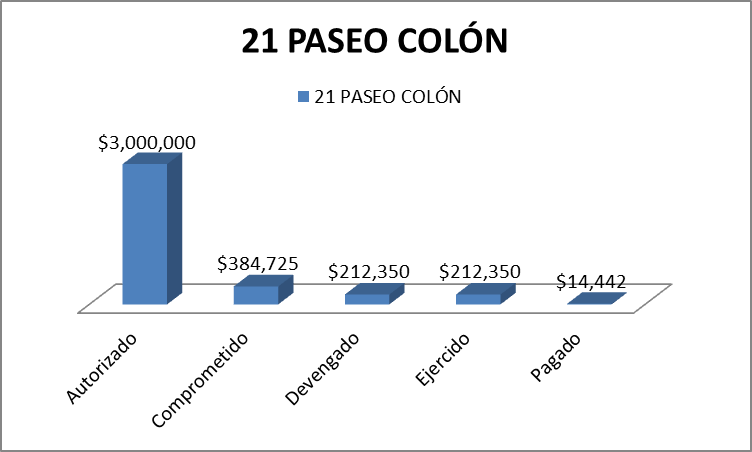 21 PASEO COLÓN
21 PASEO COLÓN
$3,000,000
$384,725
$212,350
$212,350
$14,442
Autorizado
Comprometido
Devengado
Ejercido
Pagado